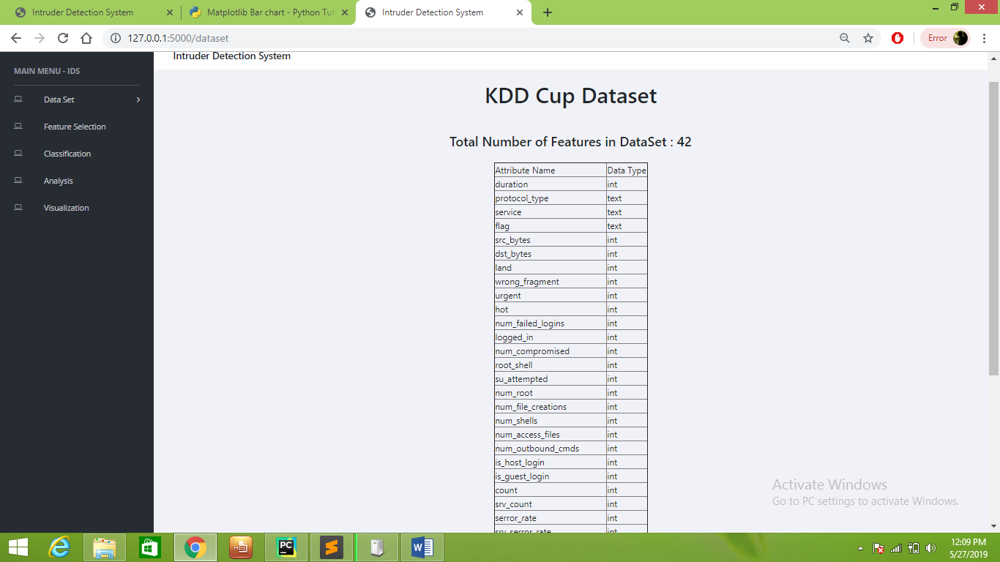 Intruder Detection System
Matplotlib Bar chart - Python Tut
Intruder Detection System
127.0.0.1:5000/dataset
Error
Intruder Detection System
MAIN MENU - IDS
Data Set
Feature Selection
Classification
Analysis
Visualization
KDD Cup Dataset
Total Number of Features in DataSet : 42
Attribute Name Data Type
duration int
protocol_type text
service text
flag text
src_bytes int
dst_bytes int
land int
wrong_fragment int
urgent int
hot int
num_failed_logins int
logged_in int
num_compromised int
root_shell int
su_attempted int
num_root int
num_file_creations int
num_shells int
num_access_files int
num_outbound_cmds int
is_host_login int
is_guest_login int
count int
srv_count int
serror_rate int
srv_serror_rate int
Activate Windows
Go to PC settings to activate Windows.
MP3
PC
12:09 PM
5/27/2019